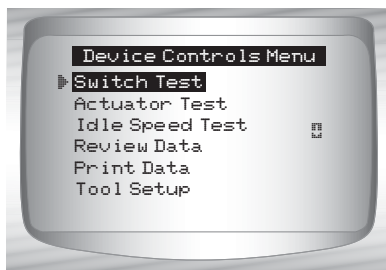 Device Controls Menu
Switch Test
Actuator Test
Idle Speed Test
Review Data
Print Data
Tool Setup